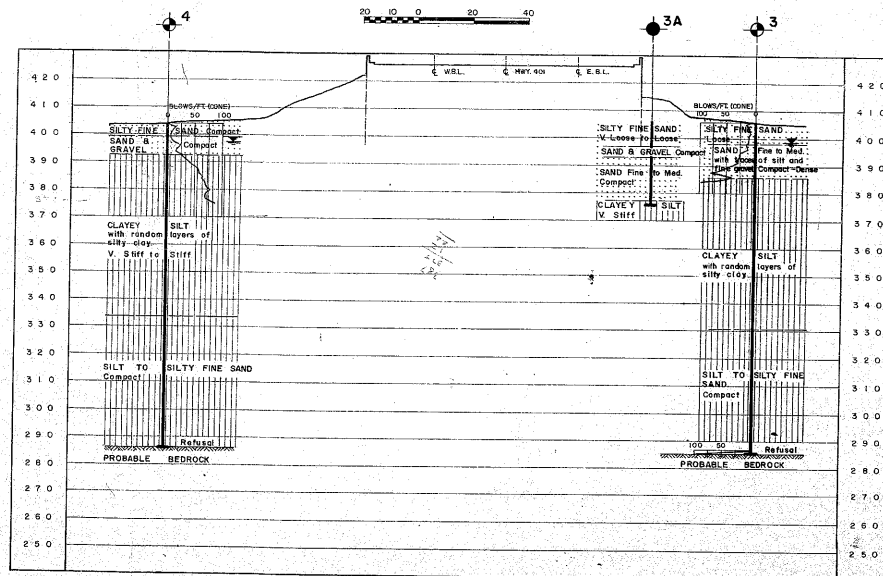 20 10 0 20 40
4
3A
3
℄ W.B.L. ℄ HWY. 401 ℄ E.B.L.
420
410
400
390
380
370
360
350
340
330
320
310
300
290
280
270
260
250
BLOWS/FT (CONE)
0 50 100
SILTY FINE SAND Compact
SAND & GRAVEL
Compact
CLAYEY SILT
with random layers of
silty clay.
V. Stiff to Stiff
SILT TO SILTY FINE SAND
Compact
Refusal
PROBABLE BEDROCK
SILTY FINE SAND
V. Loose to Loose
SAND & GRAVEL Compact
SAND Fine to Med.
Compact
CLAYEY SILT
V. Stiff
BLOWS/FT (CONE)
100 50 0
SILTY FINE SAND
Loose
SAND Fine to Med.
with traces of silt and
fine gravel Compact-Dense
CLAYEY SILT
with random layers of
silty clay.
SILT TO SILTY FINE
SAND
Compact
100 50
Refusal
PROBABLE BEDROCK
420
410
400
390
380
370
360
350
340
330
320
310
300
290
280
270
260
250